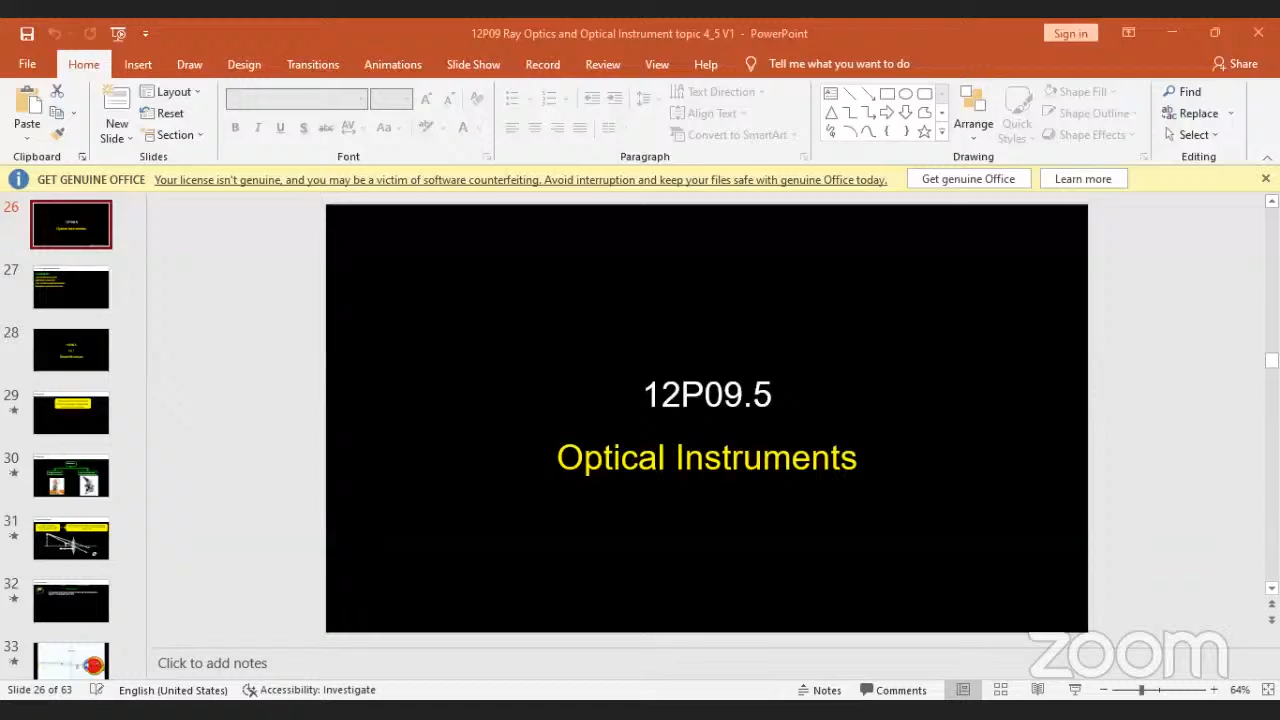 12P09 Ray Optics and Optical Instrument topic 4_5 V1 - PowerPoint
Sign in
File Home Insert Draw Design Transitions Animations Slide Show Record Review View Help Tell me what you want to do Share
Paste
Clipboard
New Slide
Layout
Reset
Section
Slides
B I U S abc AV Aa A
Font
Text Direction
Align Text
Convert to SmartArt
Paragraph
Arrange
Quick Styles
Shape Fill
Shape Outline
Shape Effects
Drawing
Find
Replace
Select
Editing
GET GENUINE OFFICE Your license isn't genuine, and you may be a victim of software counterfeiting. Avoid interruption and keep your files safe with genuine Office today. Get genuine Office Learn more
26
27
28
29
30
31
32
33
12P09.5
Optical Instruments
zoom
Click to add notes
Slide 26 of 63 English (United States) Accessibility: Investigate Notes Comments 64%